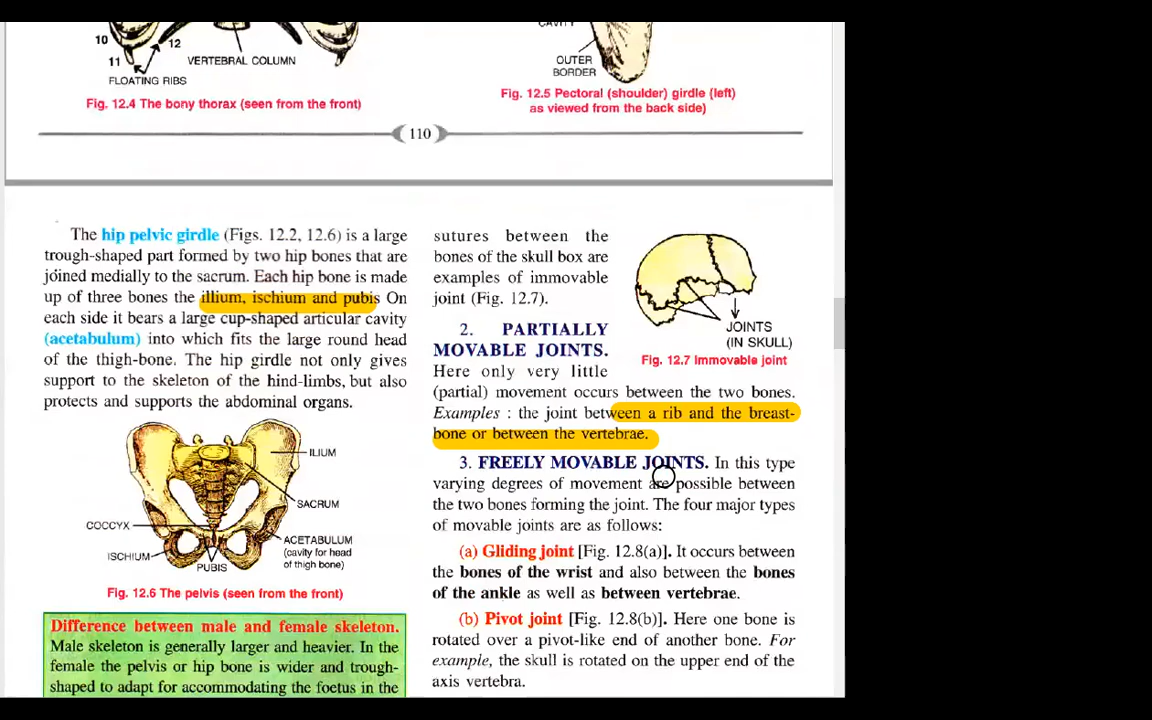 10
12
11
VERTEBRAL COLUMN
FLOATING RIBS
Fig. 12.4 The bony thorax (seen from the front)
CAVITY
OUTER
BORDER
Fig. 12.5 Pectoral (shoulder) girdle (left)
as viewed from the back side)
110
The hip pelvic girdle (Figs. 12.2, 12.6) is a large
trough-shaped part formed by two hip bones that are
joined medially to the sacrum. Each hip bone is made
up of three bones the illium, ischium and pubis On
each side it bears a large cup-shaped articular cavity
(acetabulum) into which fits the large round head
of the thigh-bone. The hip girdle not only gives
support to the skeleton of the hind-limbs, but also
protects and supports the abdominal organs.
ILIUM
SACRUM
COCCYX
ACETABULUM
(cavity for head
of thigh bone)
ISCHIUM
PUBIS
Fig. 12.6 The pelvis (seen from the front)
Difference between male and female skeleton.
Male skeleton is generally larger and heavier. In the
female the pelvis or hip bone is wider and trough-
shaped to adapt for accommodating the foetus in the
sutures between the
bones of the skull box are
examples of immovable
joint (Fig. 12.7).
JOINTS
(IN SKULL)
Fig. 12.7 Immovable joint
2. PARTIALLY
MOVABLE JOINTS.
Here only very little
(partial) movement occurs between the two bones.
Examples : the joint between a rib and the breast-
bone or between the vertebrae.
3. FREELY MOVABLE JOINTS. In this type
varying degrees of movement are possible between
the two bones forming the joint. The four major types
of movable joints are as follows:
(a) Gliding joint [Fig. 12.8(a)]. It occurs between
the bones of the wrist and also between the bones
of the ankle as well as between vertebrae.
(b) Pivot joint [Fig. 12.8(b)]. Here one bone is
rotated over a pivot-like end of another bone. For
example, the skull is rotated on the upper end of the
axis vertebra.